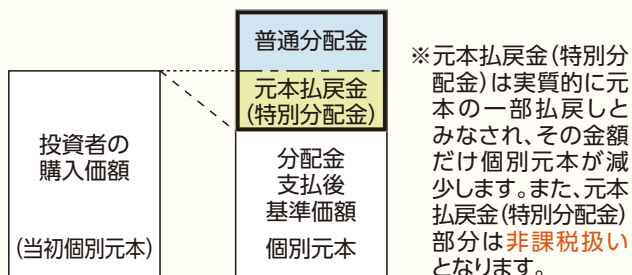 投資者の
購入価額
(当初個別元本)
普通分配金
元本払戻金
(特別分配金)
分配金
支払後
基準価額
個別元本
※元本払戻金(特別分
配金)は実質的に元
本の一部払戻しと
みなされ、その金額
だけ個別元本が減
少します。また、元本
払戻金(特別分配金)
部分は非課税扱い
となります。